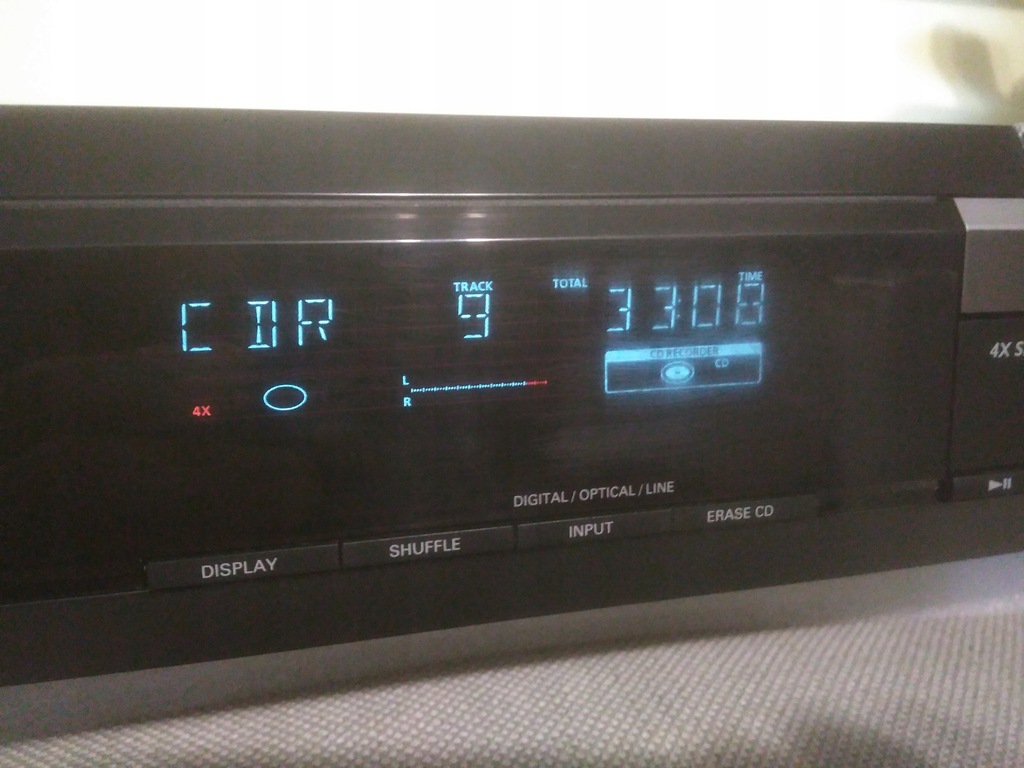 TRACK TOTAL TIME
CDR 9 33:08
CD RECORDER
CD
L
R
4X
4X S
DIGITAL / OPTICAL / LINE
DISPLAY SHUFFLE INPUT ERASE CD